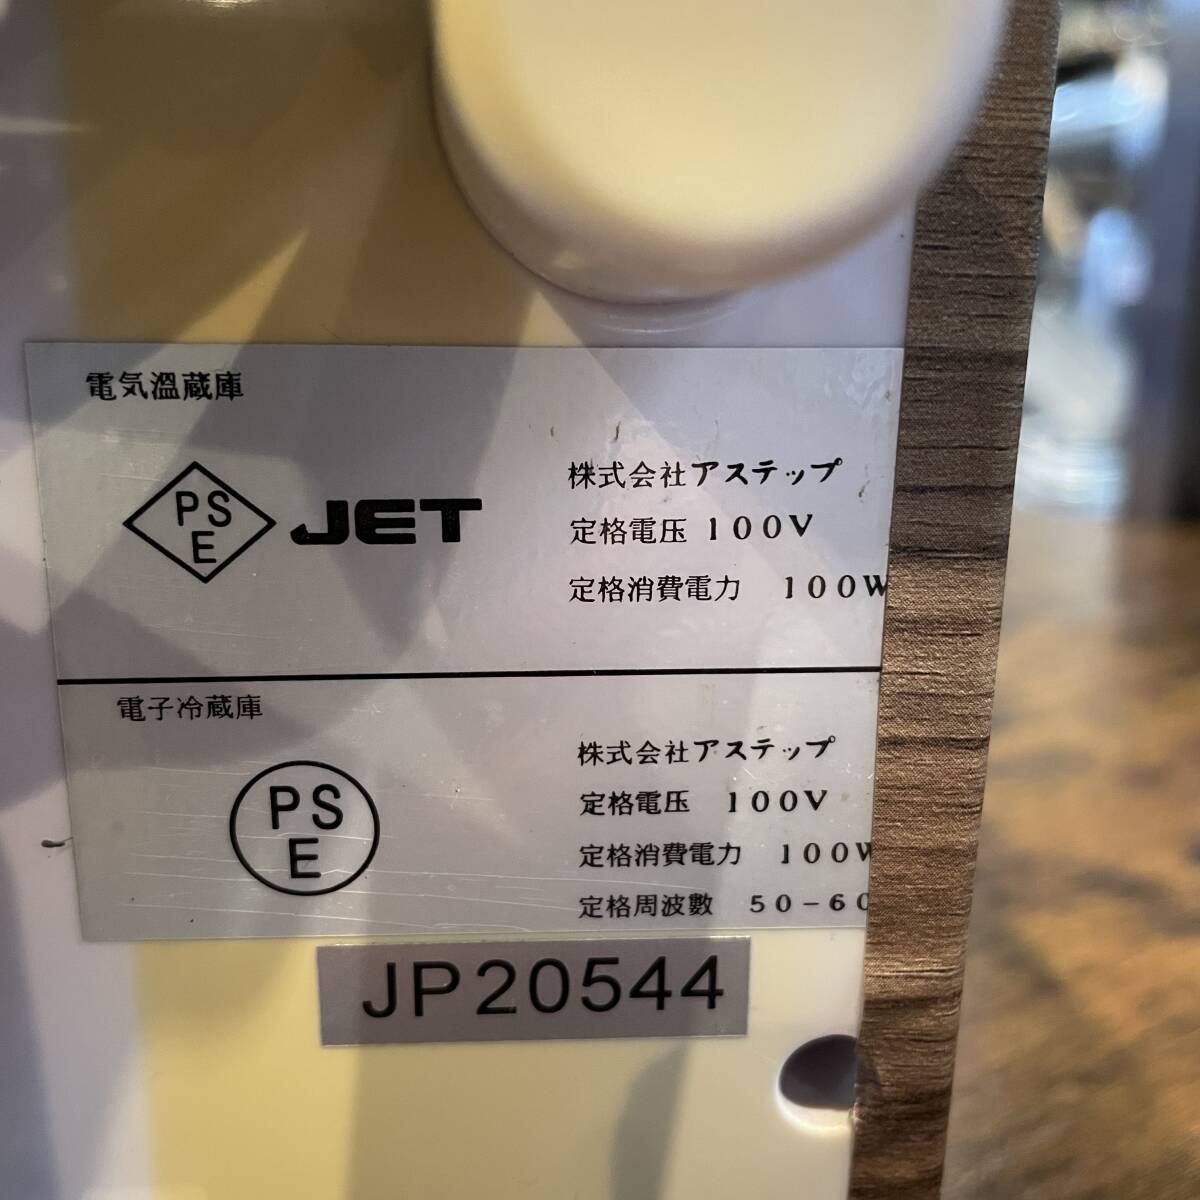 電気溫蔵庫
PS
E
JET
株式会社アステップ
定格電圧 100V
定格消費電力 100W
電子冷蔵庫
PS
E
株式会社アステップ
定格電圧 100V
定格消費電力 100W
定格周波數 50-60
JP20544